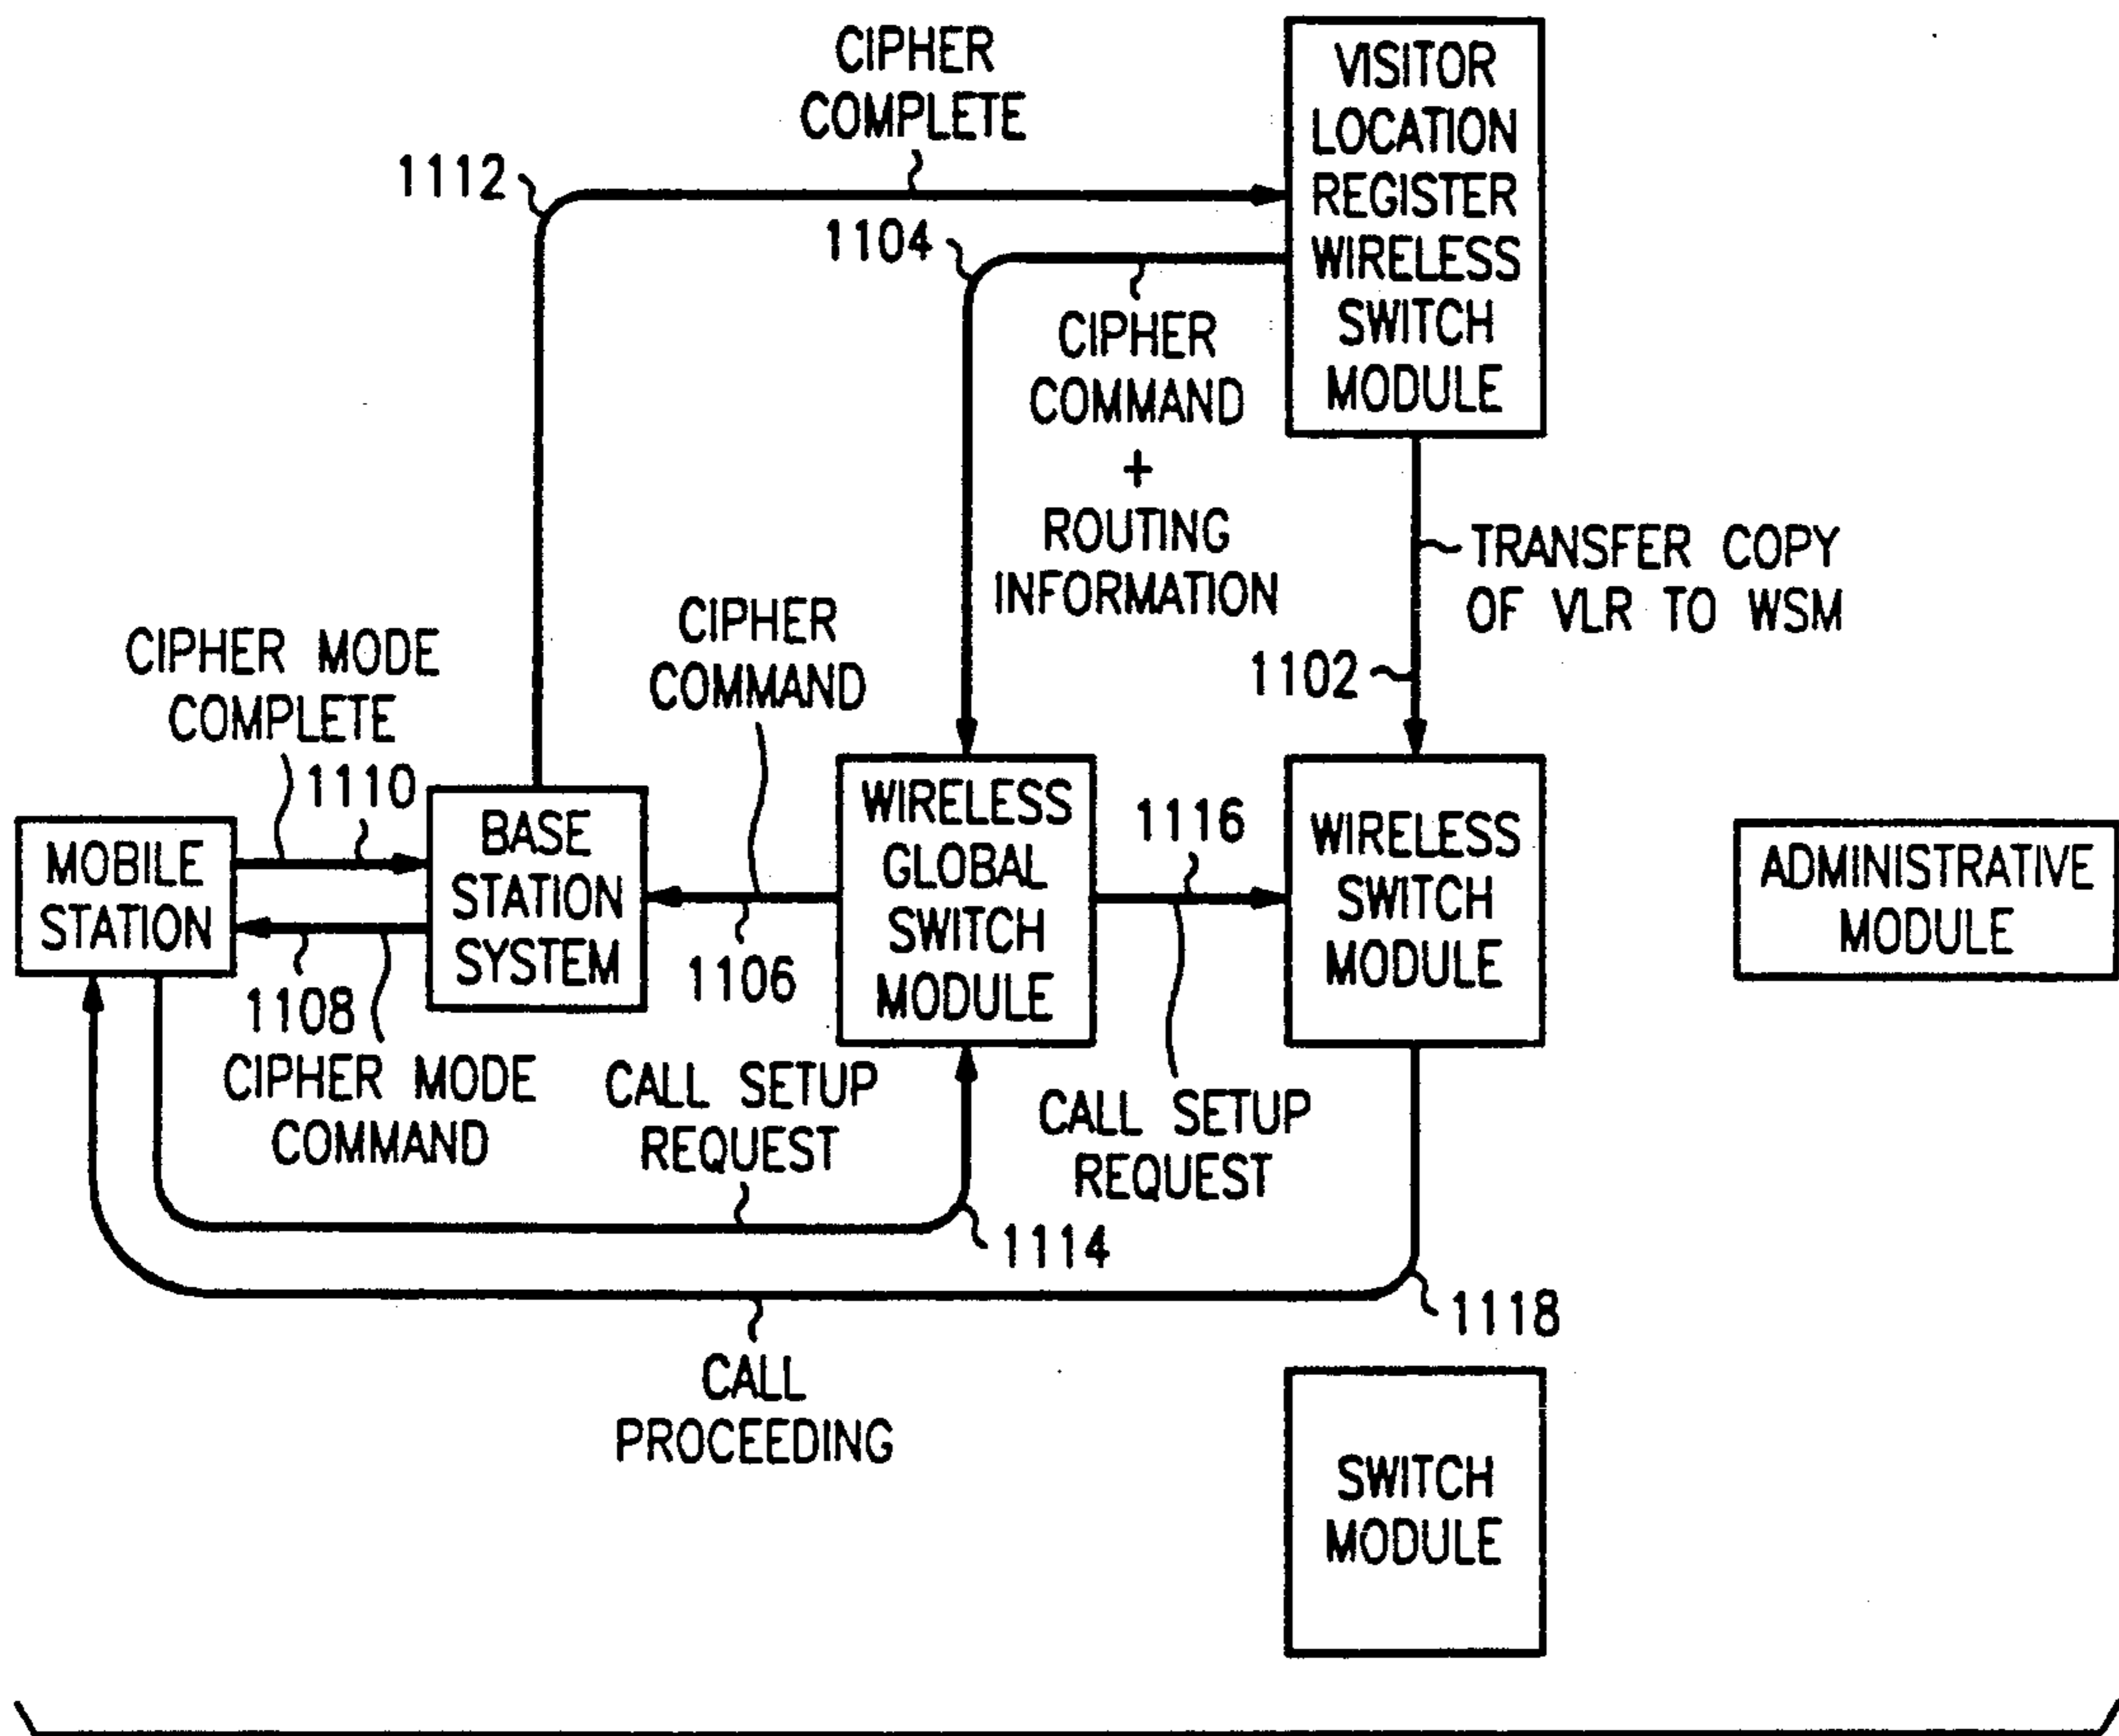 CIPHER
COMPLETE
1112
VISITOR
LOCATION
REGISTER
WIRELESS
SWITCH
MODULE
1104
CIPHER
COMMAND
+
ROUTING
INFORMATION
TRANSFER COPY
OF VLR TO WSM
1102
CIPHER
COMMAND
CIPHER MODE
COMPLETE
1110
MOBILE
STATION
BASE
STATION
SYSTEM
WIRELESS
GLOBAL
SWITCH
MODULE
1116
WIRELESS
SWITCH
MODULE
ADMINISTRATIVE
MODULE
1108
CIPHER MODE
COMMAND
1106
CALL SETUP
REQUEST
CALL SETUP
REQUEST
1114
1118
CALL
PROCEEDING
SWITCH
MODULE